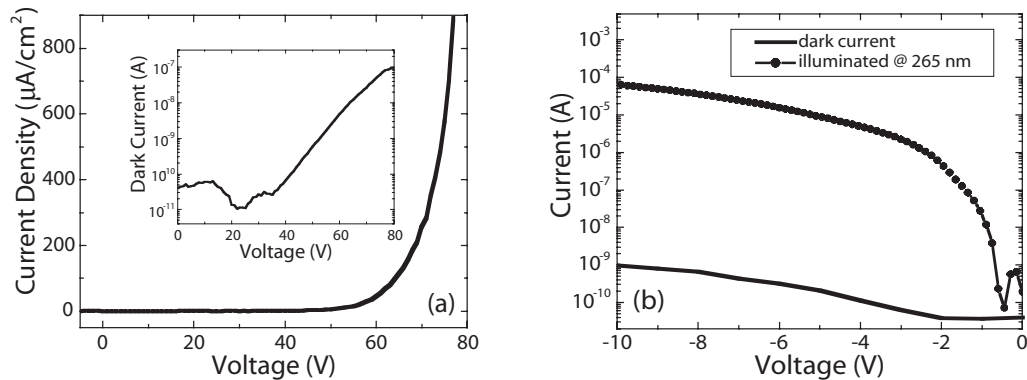 Current Density (μA/cm²)
800
600
400
200
0
0 20 40 60 80
Voltage (V)
(a)
Dark Current (A)
10⁻⁷
10⁻⁸
10⁻⁹
10⁻¹⁰
10⁻¹¹
0 20 40 60 80
Voltage (V)
Current (A)
10⁻³
10⁻⁴
10⁻⁵
10⁻⁶
10⁻⁷
10⁻⁸
10⁻⁹
10⁻¹⁰
dark current
illuminated @ 265 nm
(b)
-10 -8 -6 -4 -2 0
Voltage (V)